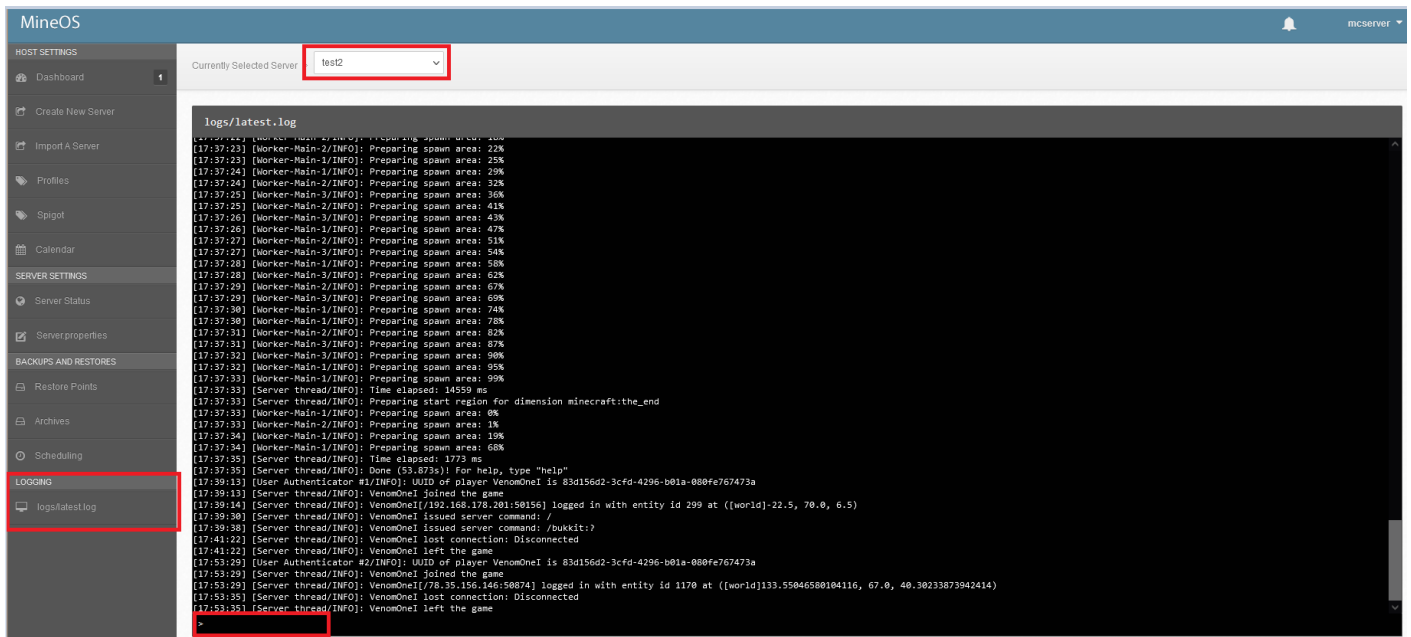 MineOS
mcserver
HOST SETTINGS
Dashboard 1
Create New Server
Import A Server
Profiles
Spigot
Calendar
SERVER SETTINGS
Server Status
Server.properties
BACKUPS AND RESTORES
Restore Points
Archives
Scheduling
LOGGING
logs/latest.log
Currently Selected Server
test2
logs/latest.log
[17:37:22] [Worker-Main-2/INFO]: Preparing spawn area: 18%
[17:37:23] [Worker-Main-2/INFO]: Preparing spawn area: 22%
[17:37:23] [Worker-Main-1/INFO]: Preparing spawn area: 25%
[17:37:24] [Worker-Main-1/INFO]: Preparing spawn area: 29%
[17:37:24] [Worker-Main-2/INFO]: Preparing spawn area: 32%
[17:37:25] [Worker-Main-3/INFO]: Preparing spawn area: 36%
[17:37:25] [Worker-Main-2/INFO]: Preparing spawn area: 41%
[17:37:26] [Worker-Main-3/INFO]: Preparing spawn area: 43%
[17:37:26] [Worker-Main-1/INFO]: Preparing spawn area: 47%
[17:37:27] [Worker-Main-2/INFO]: Preparing spawn area: 51%
[17:37:27] [Worker-Main-3/INFO]: Preparing spawn area: 54%
[17:37:28] [Worker-Main-1/INFO]: Preparing spawn area: 58%
[17:37:28] [Worker-Main-3/INFO]: Preparing spawn area: 62%
[17:37:29] [Worker-Main-2/INFO]: Preparing spawn area: 67%
[17:37:29] [Worker-Main-3/INFO]: Preparing spawn area: 69%
[17:37:30] [Worker-Main-1/INFO]: Preparing spawn area: 74%
[17:37:30] [Worker-Main-1/INFO]: Preparing spawn area: 78%
[17:37:31] [Worker-Main-2/INFO]: Preparing spawn area: 82%
[17:37:31] [Worker-Main-3/INFO]: Preparing spawn area: 87%
[17:37:32] [Worker-Main-3/INFO]: Preparing spawn area: 90%
[17:37:32] [Worker-Main-1/INFO]: Preparing spawn area: 95%
[17:37:33] [Worker-Main-1/INFO]: Preparing spawn area: 99%
[17:37:33] [Server thread/INFO]: Time elapsed: 14559 ms
[17:37:33] [Server thread/INFO]: Preparing start region for dimension minecraft:the_end
[17:37:33] [Worker-Main-1/INFO]: Preparing spawn area: 0%
[17:37:33] [Worker-Main-2/INFO]: Preparing spawn area: 1%
[17:37:34] [Worker-Main-1/INFO]: Preparing spawn area: 19%
[17:37:34] [Worker-Main-1/INFO]: Preparing spawn area: 68%
[17:37:35] [Server thread/INFO]: Time elapsed: 1773 ms
[17:37:35] [Server thread/INFO]: Done (53.873s)! For help, type "help"
[17:39:13] [User Authenticator #1/INFO]: UUID of player VenomOneI is 83d156d2-3cfd-4296-b01a-080fe767473a
[17:39:13] [Server thread/INFO]: VenomOneI joined the game
[17:39:14] [Server thread/INFO]: VenomOneI[/192.168.178.201:50156] logged in with entity id 299 at ([world]-22.5, 70.0, 6.5)
[17:39:30] [Server thread/INFO]: VenomOneI issued server command: /
[17:39:38] [Server thread/INFO]: VenomOneI issued server command: /bukkit:?
[17:41:22] [Server thread/INFO]: VenomOneI lost connection: Disconnected
[17:41:22] [Server thread/INFO]: VenomOneI left the game
[17:53:29] [User Authenticator #2/INFO]: UUID of player VenomOneI is 83d156d2-3cfd-4296-b01a-080fe767473a
[17:53:29] [Server thread/INFO]: VenomOneI joined the game
[17:53:29] [Server thread/INFO]: VenomOneI[/78.35.156.146:50874] logged in with entity id 1170 at ([world]133.55046580104116, 67.0, 40.30233873942414)
[17:53:35] [Server thread/INFO]: VenomOneI lost connection: Disconnected
[17:53:35] [Server thread/INFO]: VenomOneI left the game
>